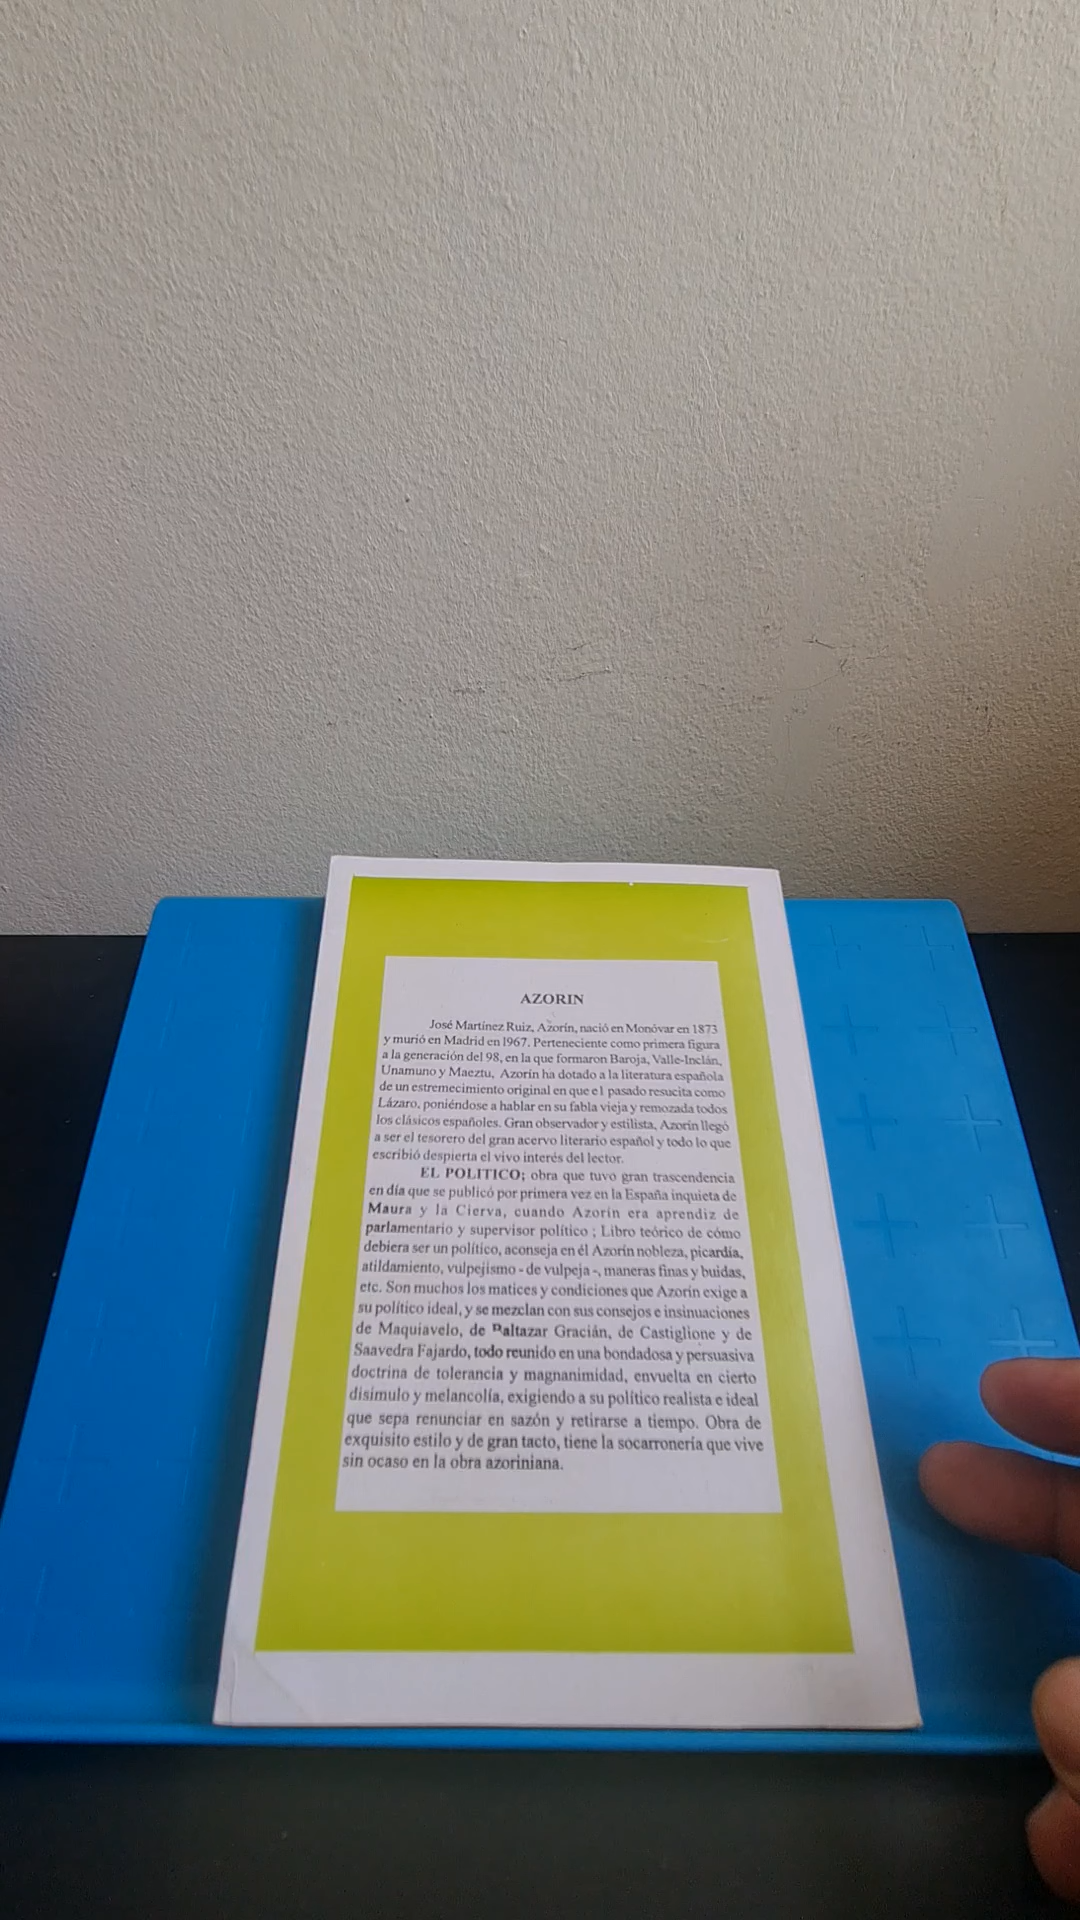 AZORIN
José Martínez Ruiz, Azorín, nació en Monóvar en 1873
y murió en Madrid en 1967. Perteneciente como primera figura
a la generación del 98, en la que formaron Baroja, Valle-Inclán,
Unamuno y Maeztu, Azorín ha dotado a la literatura española
de un estremecimiento original en que el pasado resucita como
Lázaro, poniéndose a hablar en su fabla vieja y remozada todos
los clásicos españoles. Gran observador y estilista, Azorín llegó
a ser el tesorero del gran acervo literario español y todo lo que
escribió despierta el vivo interés del lector.
EL POLITICO; obra que tuvo gran trascendencia
en día que se publicó por primera vez en la España inquieta de
Maura y la Cierva, cuando Azorín era aprendiz de
parlamentario y supervisor político ; Libro teórico de cómo
debiera ser un político, aconseja en él Azorín nobleza, picardía,
atildamiento, vulpejismo - de vulpeja -, maneras finas y buidas,
etc. Son muchos los matices y condiciones que Azorín exige a
su político ideal, y se mezclan con sus consejos e insinuaciones
de Maquiavelo, de Baltazar Gracián, de Castiglione y de
Saavedra Fajardo, todo reunido en una bondadosa y persuasiva
doctrina de tolerancia y magnanimidad, envuelta en cierto
disimulo y melancolía, exigiendo a su político realista e ideal
que sepa renunciar en sazón y retirarse a tiempo. Obra de
exquisito estilo y de gran tacto, tiene la socarronería que vive
sin ocaso en la obra azoriniana.